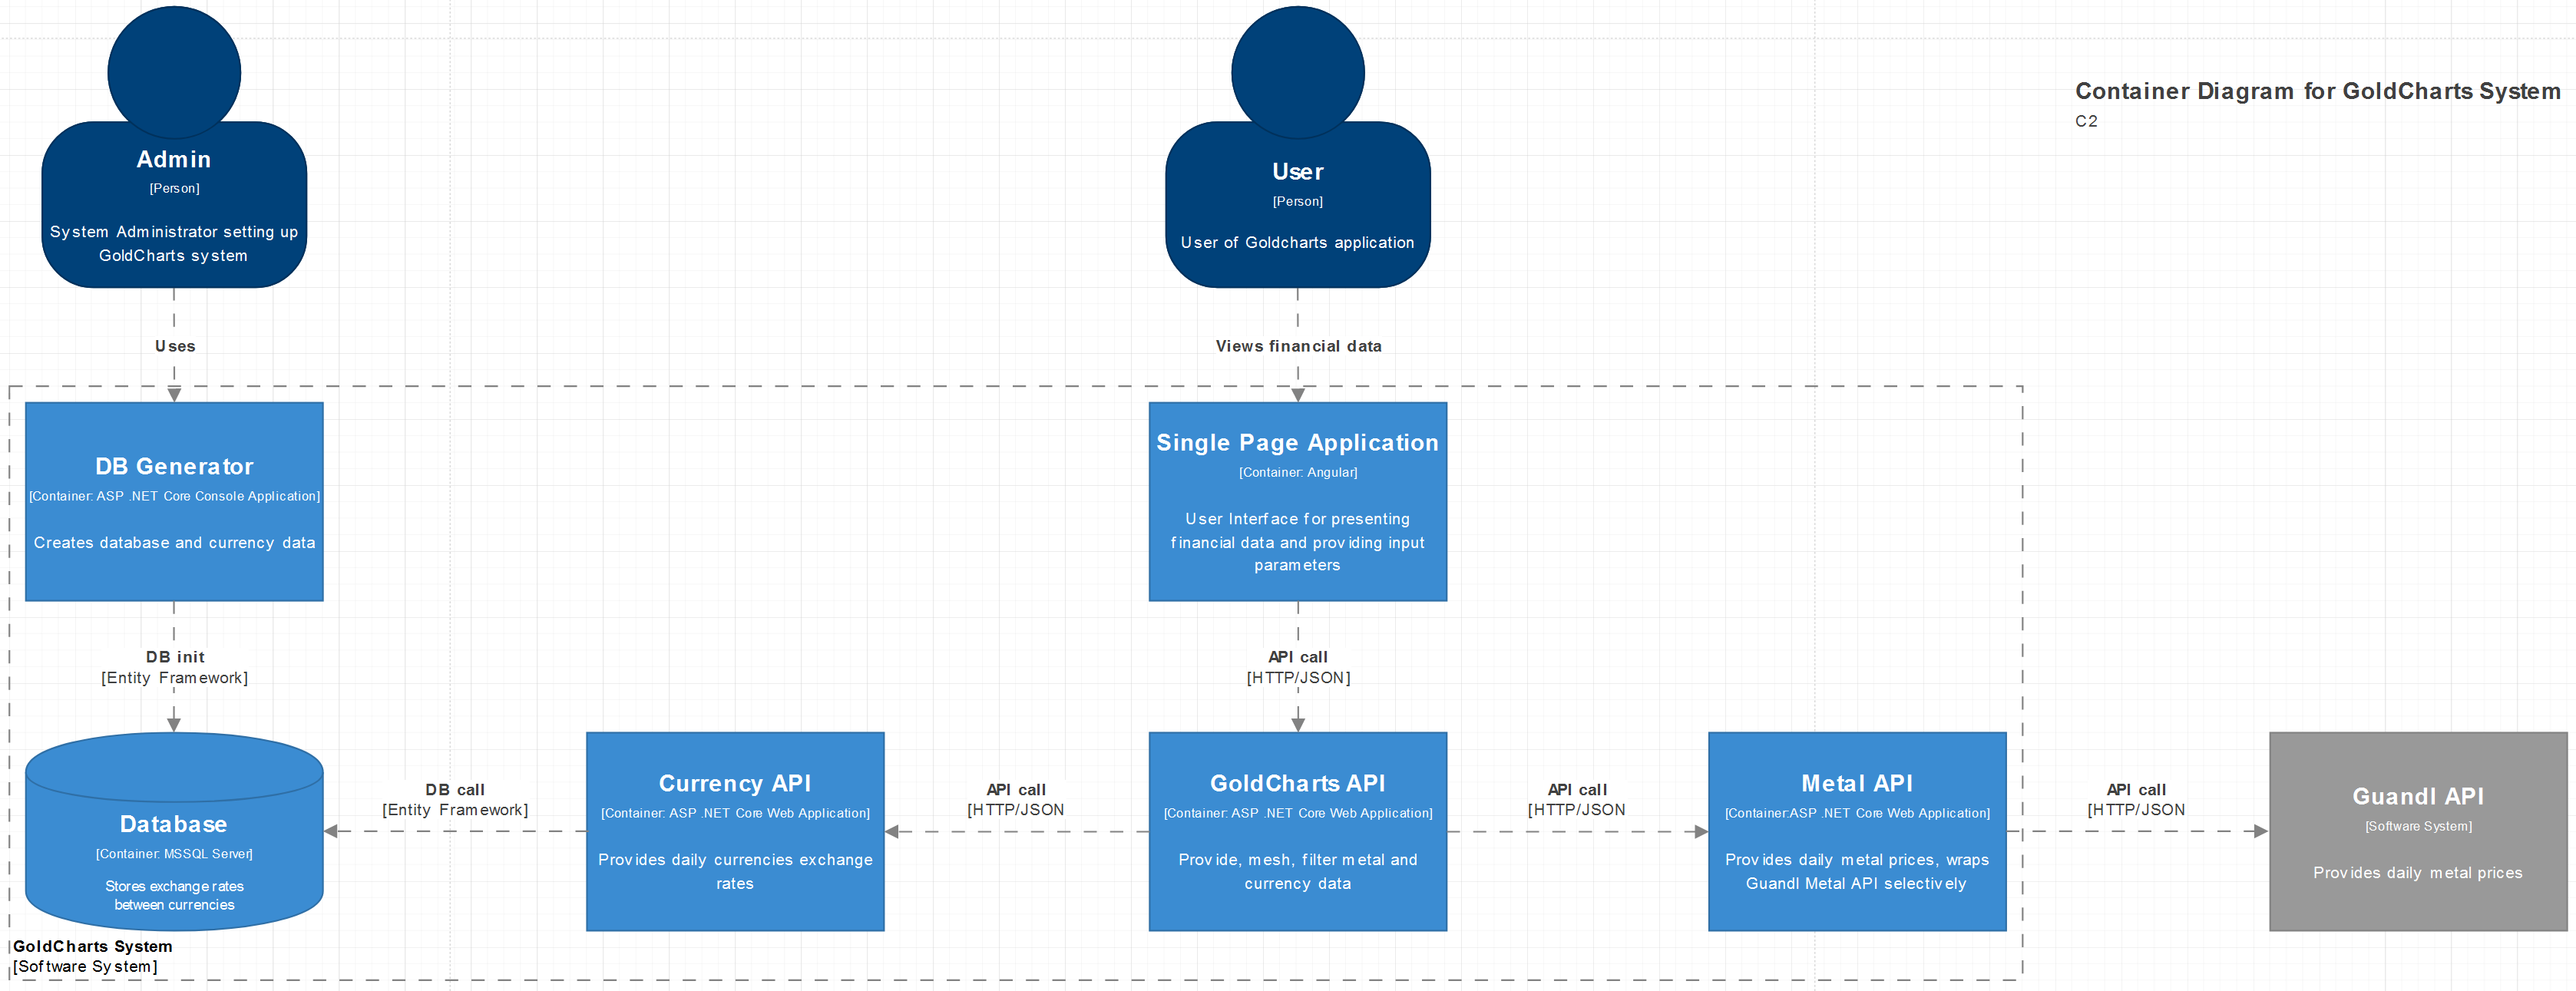 Container Diagram for GoldCharts System
C2
Admin
[Person]
System Administrator setting up
GoldCharts system
User
[Person]
User of Goldcharts application
Uses
Views financial data
DB Generator
[Container: ASP .NET Core Console Application]
Creates database and currency data
Single Page Application
[Container: Angular]
User Interface for presenting
financial data and providing input
parameters
DB init
[Entity Framework]
API call
[HTTP/JSON]
Database
[Container: MSSQL Server]
Stores exchange rates
between currencies
DB call
[Entity Framework]
Currency API
[Container: ASP .NET Core Web Application]
Provides daily currencies exchange
rates
API call
[HTTP/JSON
GoldCharts API
[Container: ASP .NET Core Web Application]
Provide, mesh, filter metal and
currency data
API call
[HTTP/JSON
Metal API
[Container:ASP .NET Core Web Application]
Provides daily metal prices, wraps
Guandl Metal API selectively
API call
[HTTP/JSON
Guandl API
[Software System]
Provides daily metal prices
GoldCharts System
[Software System]